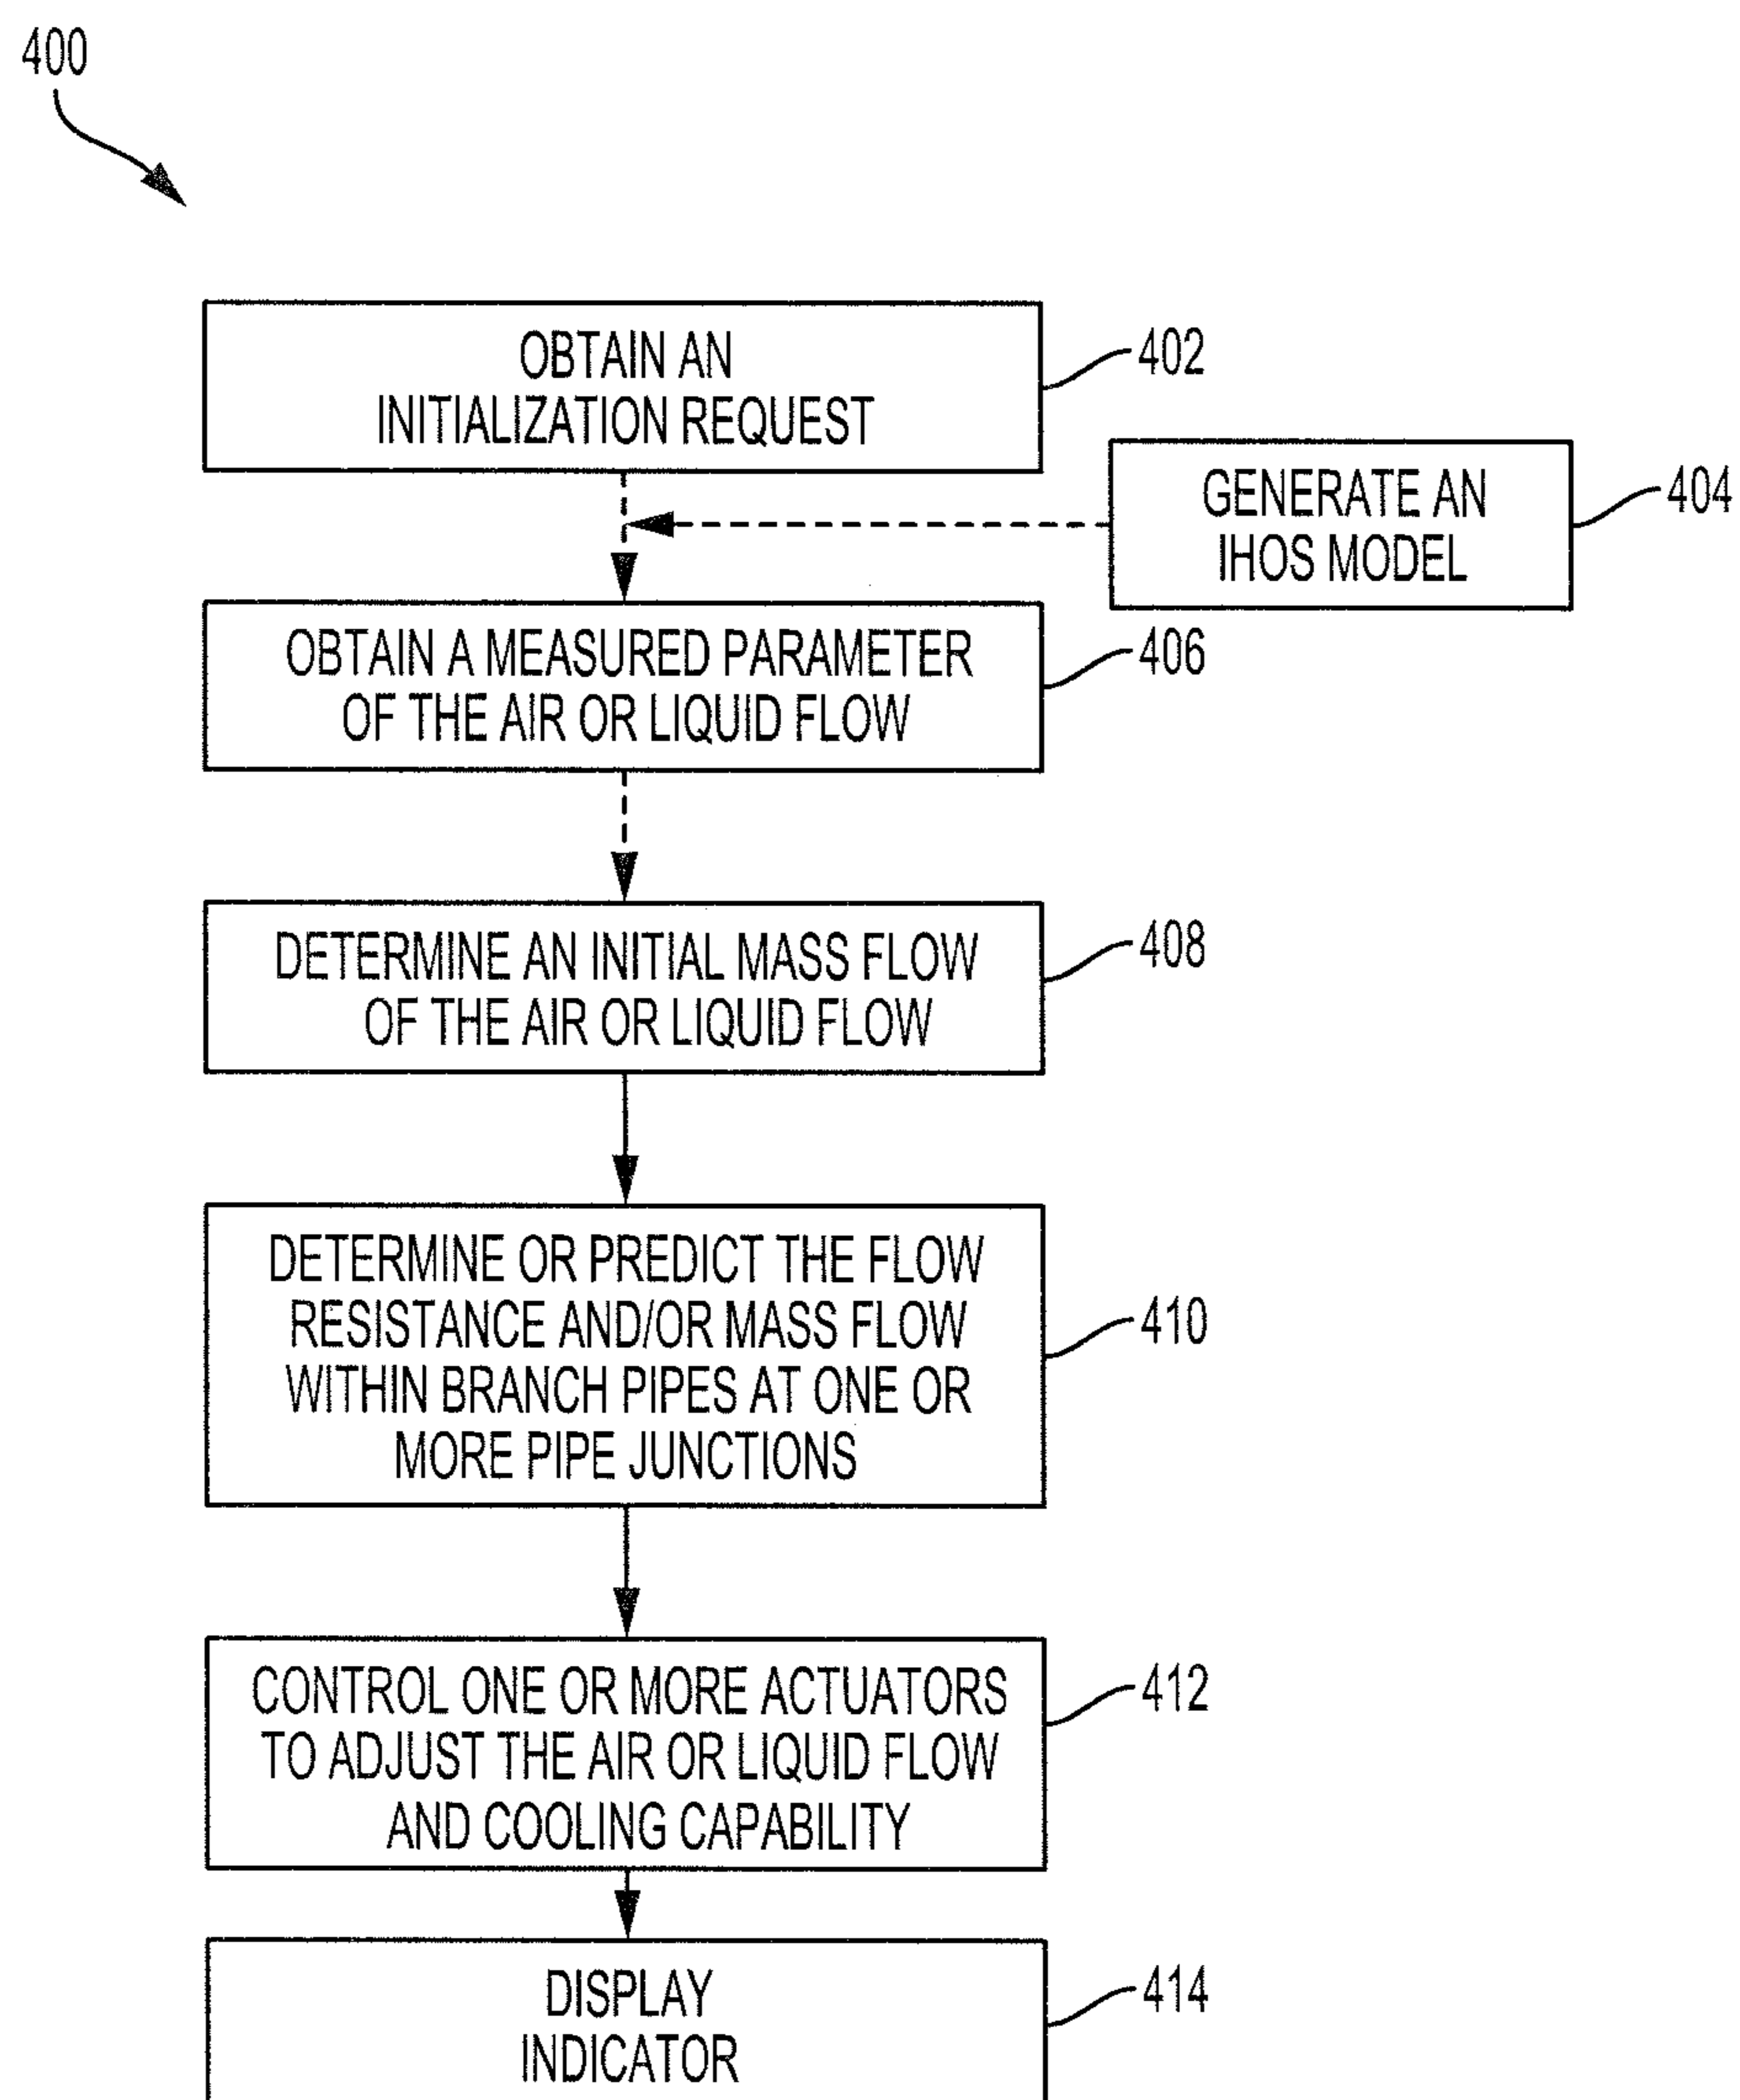 400
OBTAIN AN
INITIALIZATION REQUEST
402
GENERATE AN
IHOS MODEL
404
OBTAIN A MEASURED PARAMETER
OF THE AIR OR LIQUID FLOW
406
DETERMINE AN INITIAL MASS FLOW
OF THE AIR OR LIQUID FLOW
408
DETERMINE OR PREDICT THE FLOW
RESISTANCE AND/OR MASS FLOW
WITHIN BRANCH PIPES AT ONE OR
MORE PIPE JUNCTIONS
410
CONTROL ONE OR MORE ACTUATORS
TO ADJUST THE AIR OR LIQUID FLOW
AND COOLING CAPABILITY
412
DISPLAY
INDICATOR
414